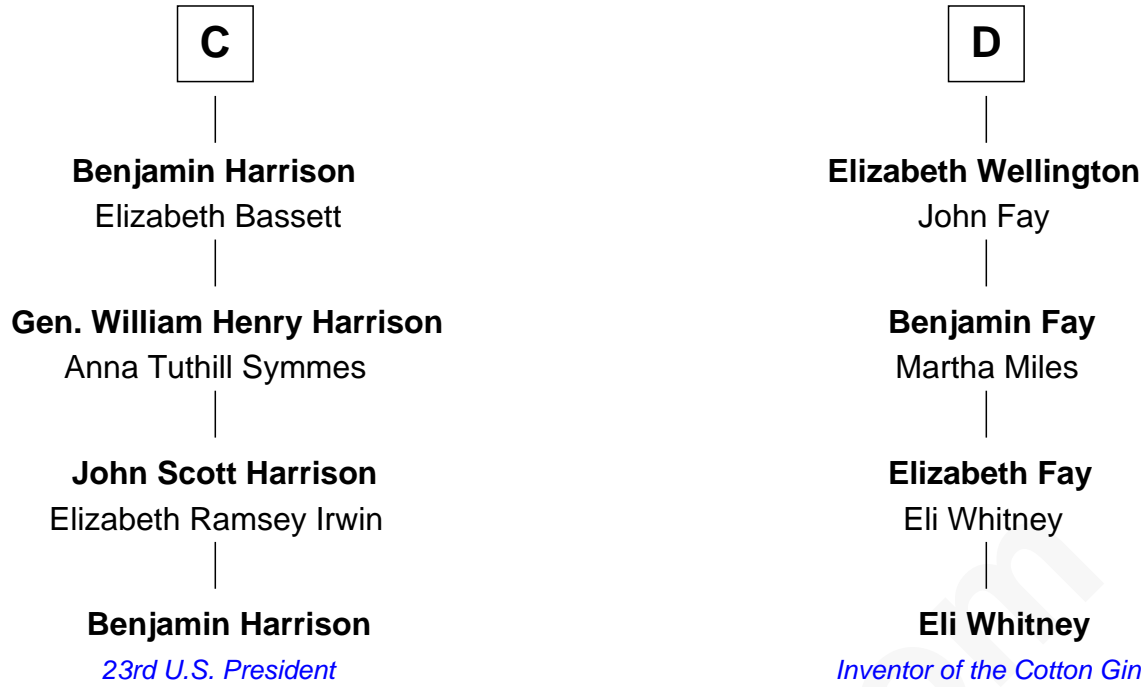 C
Benjamin Harrison
Elizabeth Bassett
Gen. William Henry Harrison
Anna Tuthill Symmes
John Scott Harrison
Elizabeth Ramsey Irwin
Benjamin Harrison
23rd U.S. President
D
Elizabeth Wellington
John Fay
Benjamin Fay
Martha Miles
Elizabeth Fay
Eli Whitney
Eli Whitney
Inventor of the Cotton Gin